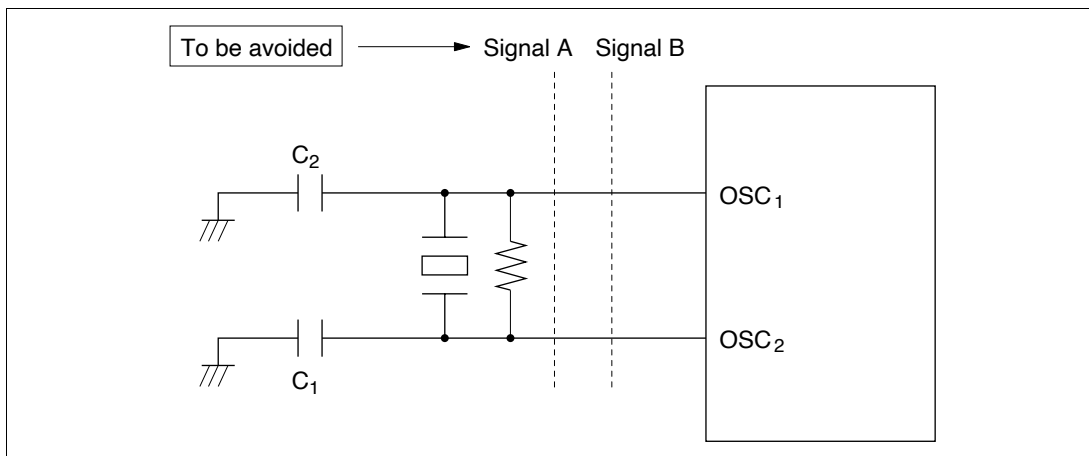 To be avoided Signal A Signal B
C2
OSC1
OSC2
C1